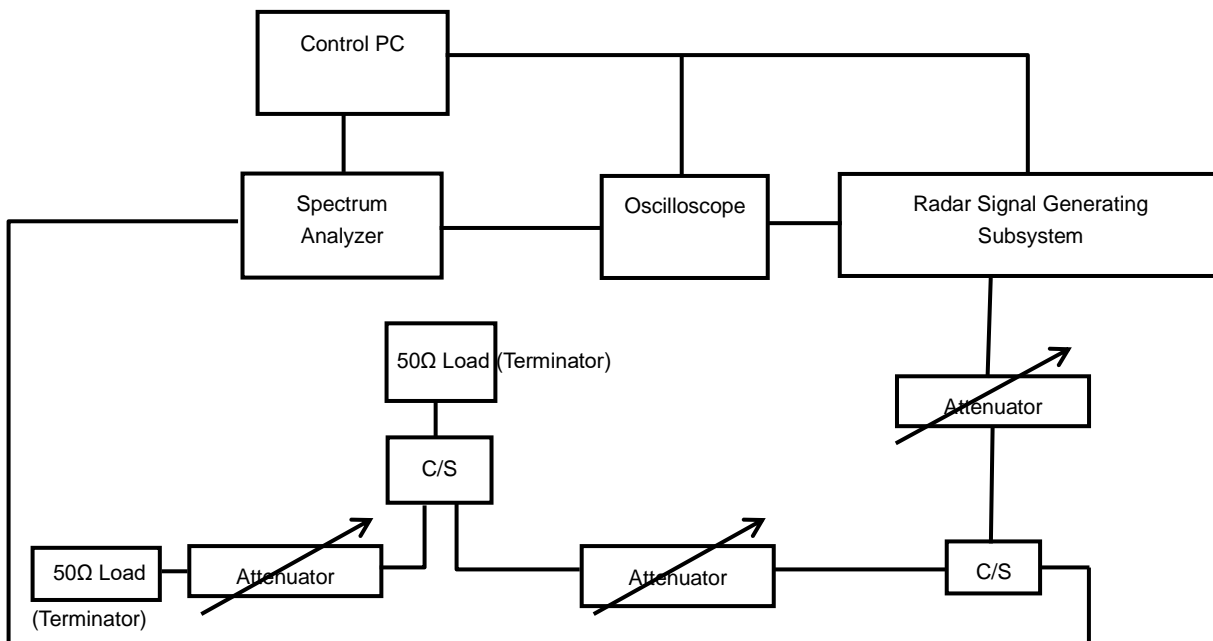 Control PC
Spectrum
Analyzer
Oscilloscope
Radar Signal Generating
Subsystem
50Ω Load (Terminator)
Attenuator
C/S
50Ω Load
(Terminator)
Attenuator
Attenuator
C/S